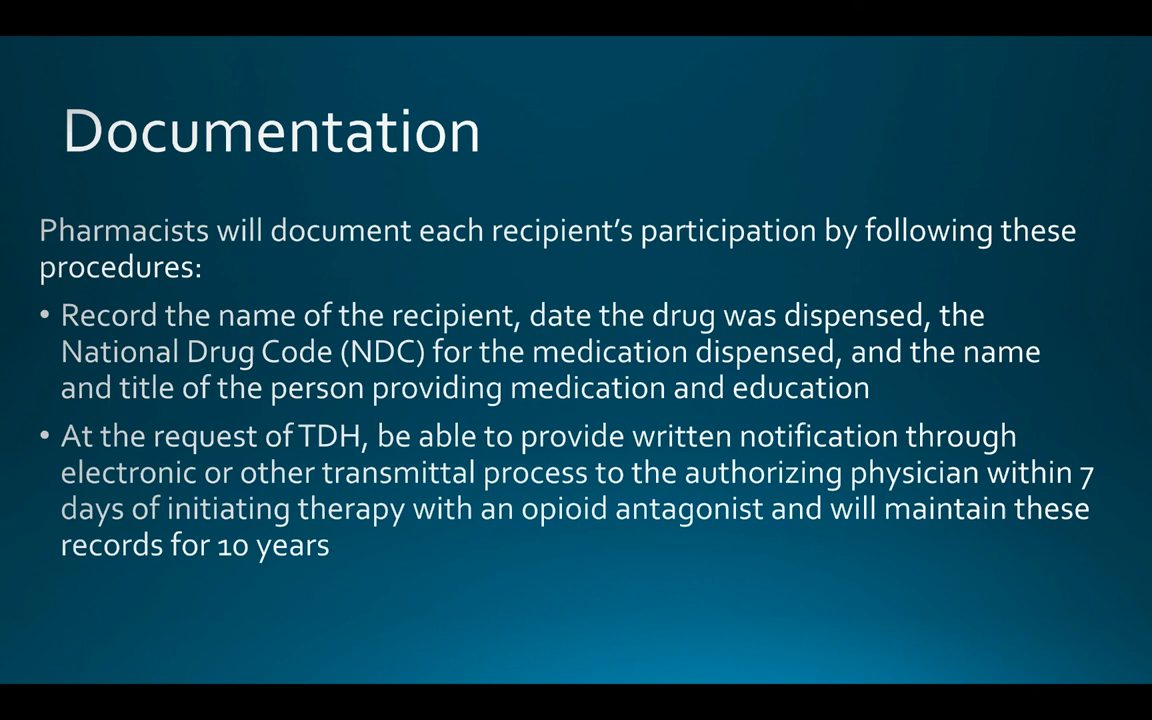 Documentation
Pharmacists will document each recipient's participation by following these
procedures:
• Record the name of the recipient, date the drug was dispensed, the
National Drug Code (NDC) for the medication dispensed, and the name
and title of the person providing medication and education
• At the request of TDH, be able to provide written notification through
electronic or other transmittal process to the authorizing physician within 7
days of initiating therapy with an opioid antagonist and will maintain these
records for 10 years